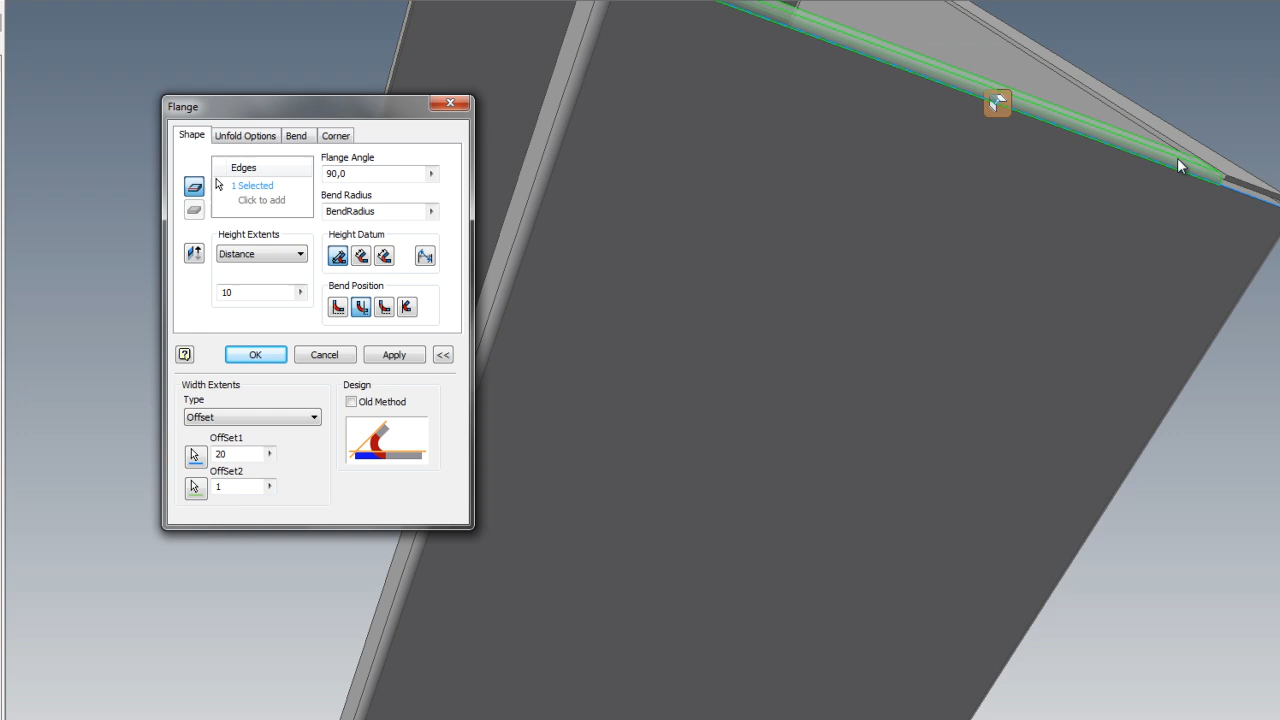 Flange
Shape Unfold Options Bend Corner
Edges
1 Selected
Click to add
Flange Angle
90,0
Bend Radius
BendRadius
Height Extents
Distance
10
Height Datum
Bend Position
OK Cancel Apply <<
Width Extents
Type
Offset
OffSet1
20
OffSet2
1
Design
Old Method